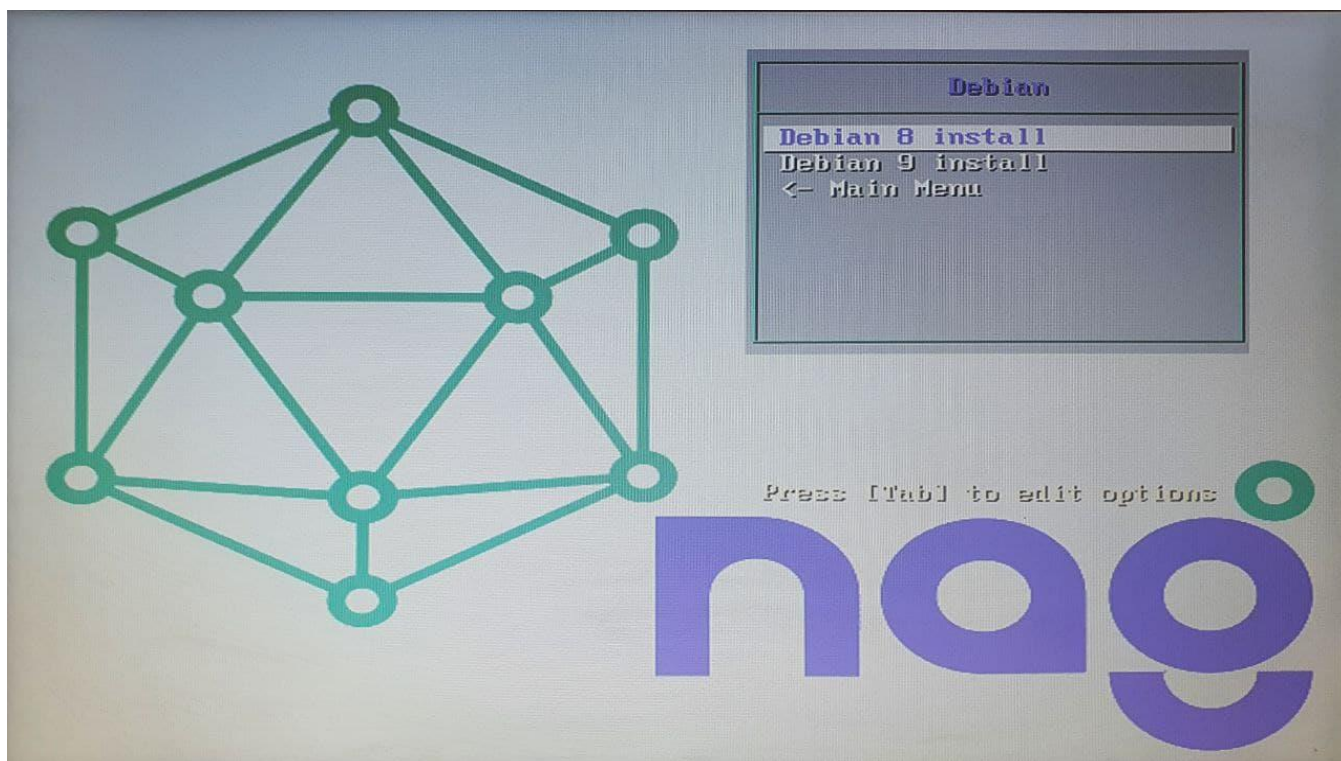 Debian
Debian 8 install
Debian 9 install
<- Main Menu
Press [Tab] to edit options
nag